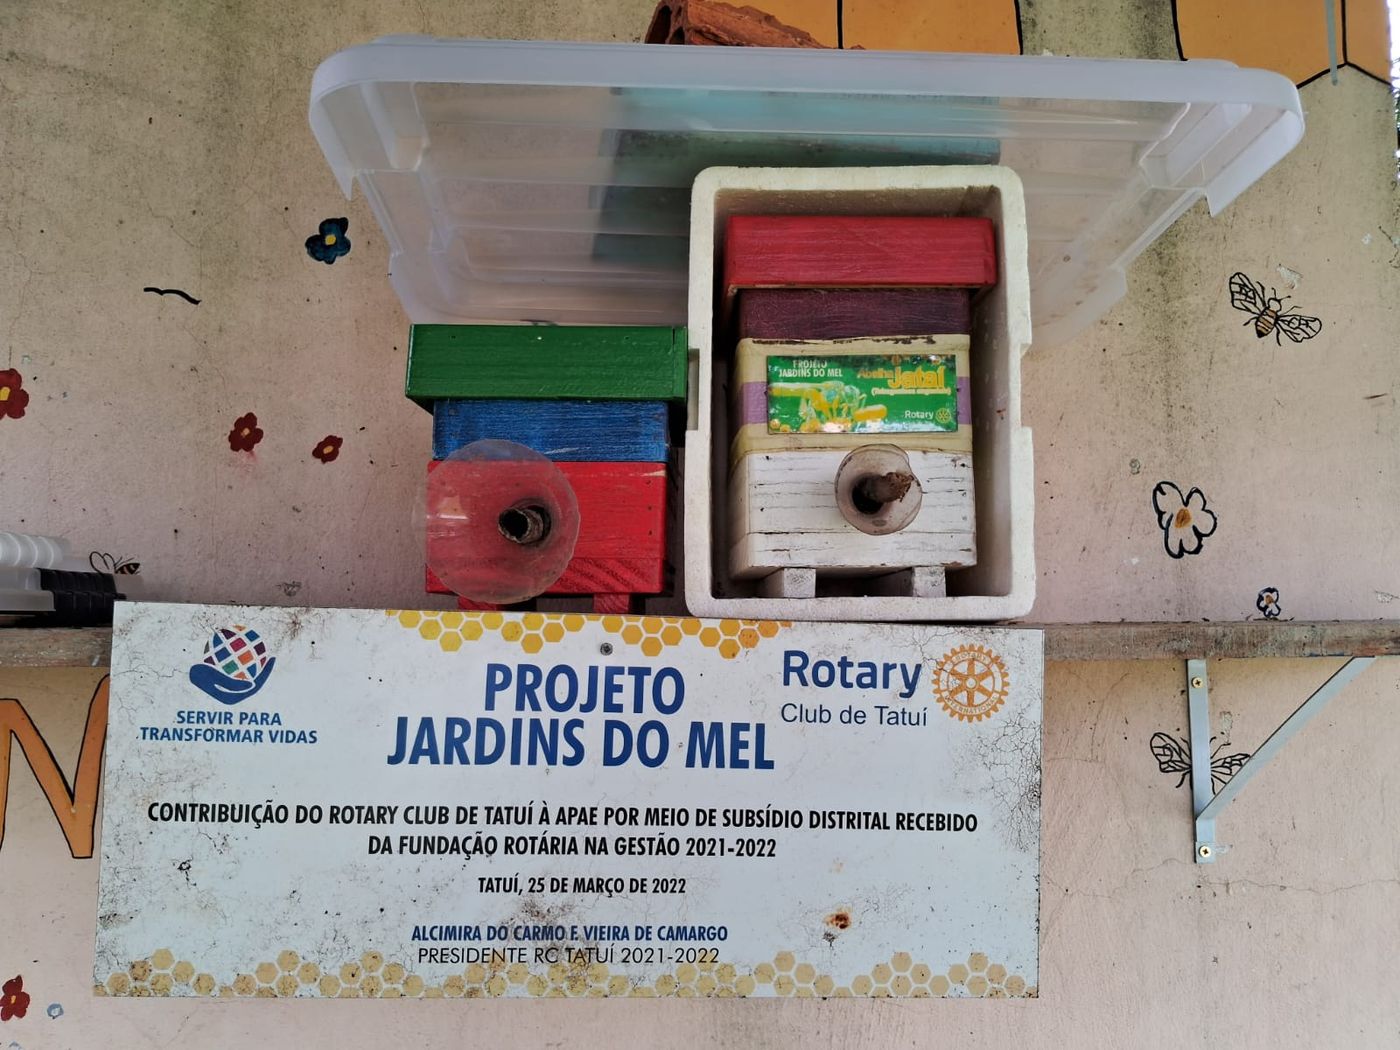 PROJETO
JARDINS DO MEL
Abelha
Jataí
Rotary
SERVIR PARA
TRANSFORMAR VIDAS
PROJETO
JARDINS DO MEL
Rotary
Club de Tatuí
CONTRIBUIÇÃO DO ROTARY CLUB DE TATUÍ À APAE POR MEIO DE SUBSÍDIO DISTRITAL RECEBIDO
DA FUNDAÇÃO ROTÁRIA NA GESTÃO 2021-2022
TATUÍ, 25 DE MARÇO DE 2022
ALCIMIRA DO CARMO F. VIEIRA DE CAMARGO
PRESIDENTE RC TATUÍ 2021-2022